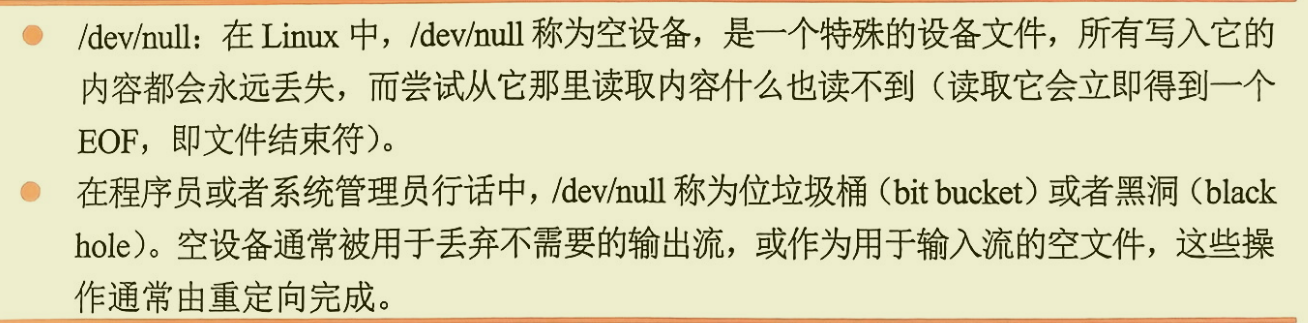 /dev/null：在 Linux 中，/dev/null 称为空设备，是一个特殊的设备文件，所有写入它的
内容都会永远丢失，而尝试从它那里读取内容什么也读不到（读取它会立即得到一个
EOF，即文件结束符）。
在程序员或者系统管理员行话中，/dev/null 称为位垃圾桶（bit bucket）或者黑洞（black
hole）。空设备通常被用于丢弃不需要的输出流，或作为用于输入流的空文件，这些操
作通常由重定向完成。